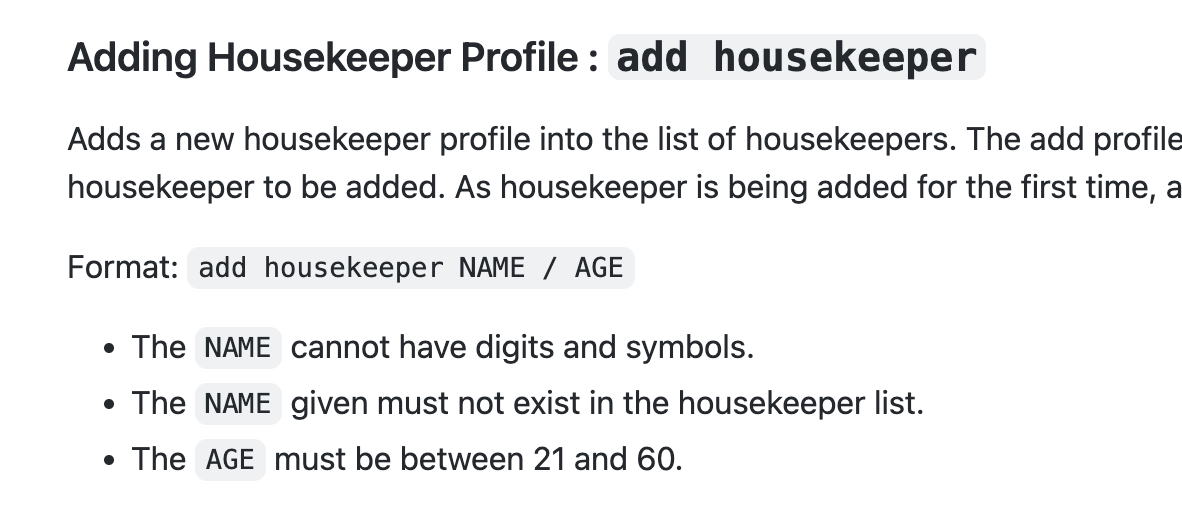 Adding Housekeeper Profile : add housekeeper
Adds a new housekeeper profile into the list of housekeepers. The add profile
housekeeper to be added. As housekeeper is being added for the first time, a
Format: add housekeeper NAME / AGE
• The NAME cannot have digits and symbols.
• The NAME given must not exist in the housekeeper list.
• The AGE must be between 21 and 60.